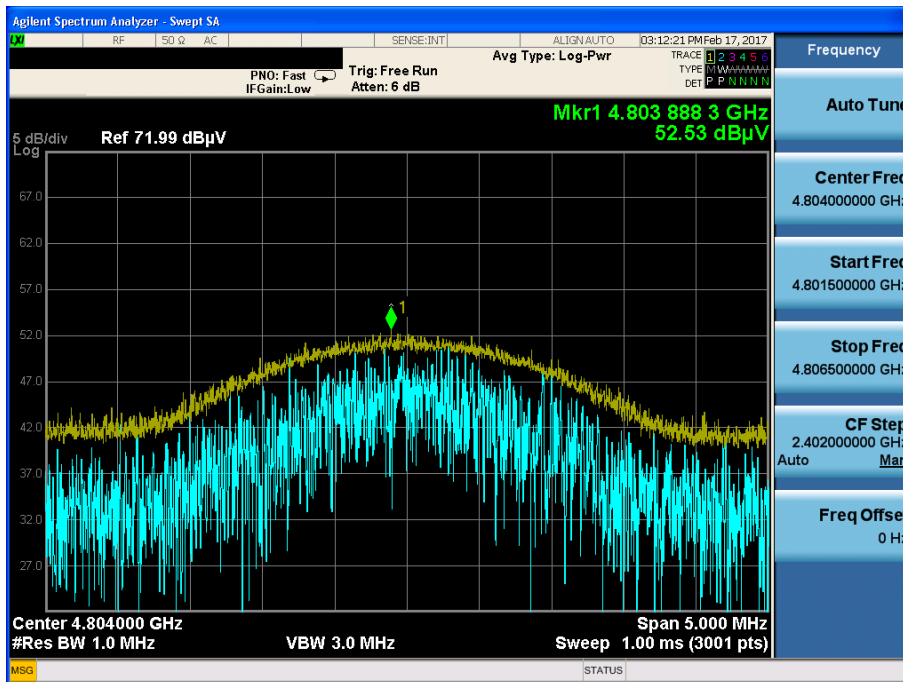 Agilent Spectrum Analyzer - Swept SA
LXI RF 50 Ω AC SENSE:INT ALIGN AUTO 03:12:21 PM Feb 17, 2017
Avg Type: Log-Pwr
TRACE 1 2 3 4 5 6
TYPE M W W W W W
DET P P N N N N
PNO: Fast Trig: Free Run
IFGain:Low Atten: 6 dB
Mkr1 4.803 888 3 GHz
52.53 dBµV
5 dB/div Ref 71.99 dBµV
Log
67.0
62.0
57.0
52.0
47.0
42.0
37.0
32.0
27.0
1
Center 4.804000 GHz Span 5.000 MHz
#Res BW 1.0 MHz VBW 3.0 MHz Sweep 1.00 ms (3001 pts)
MSG STATUS
Frequency
Auto Tune
Center Freq
4.804000000 GHz
Start Freq
4.801500000 GHz
Stop Freq
4.806500000 GHz
CF Step
2.402000000 GHz
Auto Man
Freq Offset
0 Hz